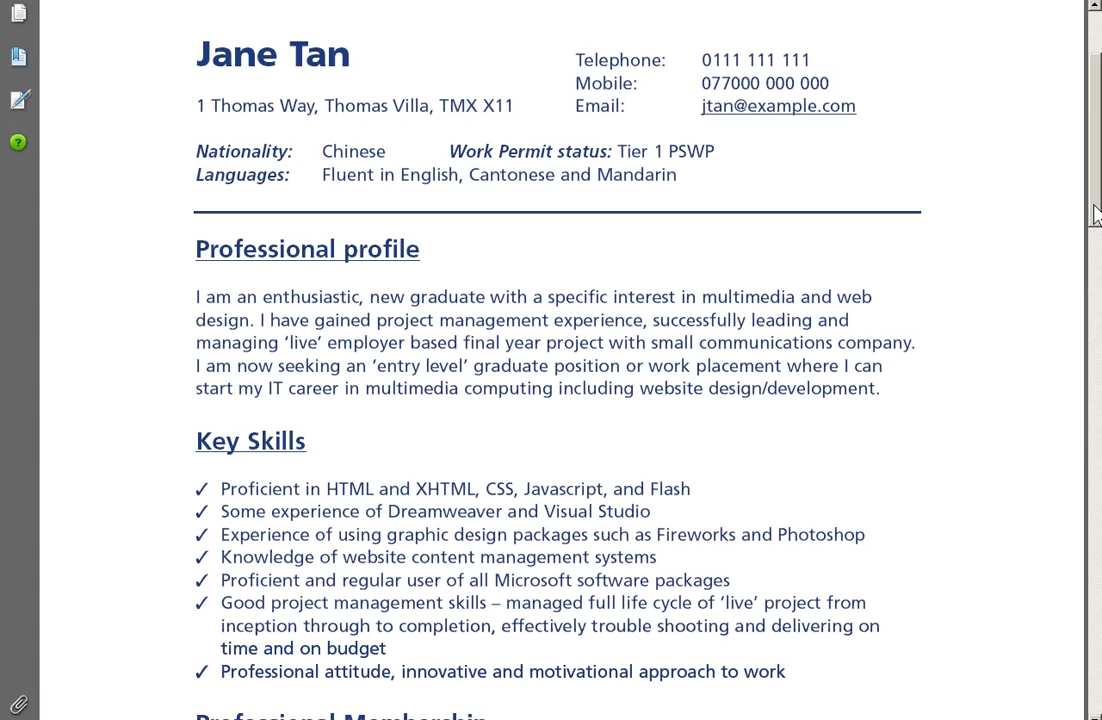 Jane Tan
Telephone: 0111 111 111
Mobile: 077000 000 000
1 Thomas Way, Thomas Villa, TMX X11
Email: jtan@example.com
Nationality: Chinese Work Permit status: Tier 1 PSWP
Languages: Fluent in English, Cantonese and Mandarin
Professional profile
I am an enthusiastic, new graduate with a specific interest in multimedia and web
design. I have gained project management experience, successfully leading and
managing ‘live’ employer based final year project with small communications company.
I am now seeking an ‘entry level’ graduate position or work placement where I can
start my IT career in multimedia computing including website design/development.
Key Skills
✓ Proficient in HTML and XHTML, CSS, Javascript, and Flash
✓ Some experience of Dreamweaver and Visual Studio
✓ Experience of using graphic design packages such as Fireworks and Photoshop
✓ Knowledge of website content management systems
✓ Proficient and regular user of all Microsoft software packages
✓ Good project management skills – managed full life cycle of ‘live’ project from
inception through to completion, effectively trouble shooting and delivering on
time and on budget
✓ Professional attitude, innovative and motivational approach to work
Professional Membership